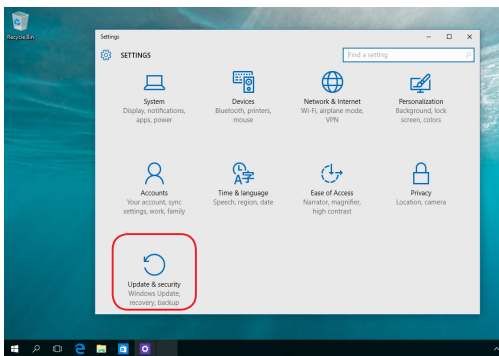 Recycle Bin
Settings
SETTINGS
Find a setting
System
Display, notifications,
apps, power
Devices
Bluetooth, printers,
mouse
Network & Internet
Wi-Fi, airplane mode,
VPN
Personalization
Background, lock
screen, colors
Accounts
Your account, sync
settings, work, family
Time & language
Speech, region, date
Ease of Access
Narrator, magnifier,
high contrast
Privacy
Location, camera
Update & security
Windows Update,
recovery, backup